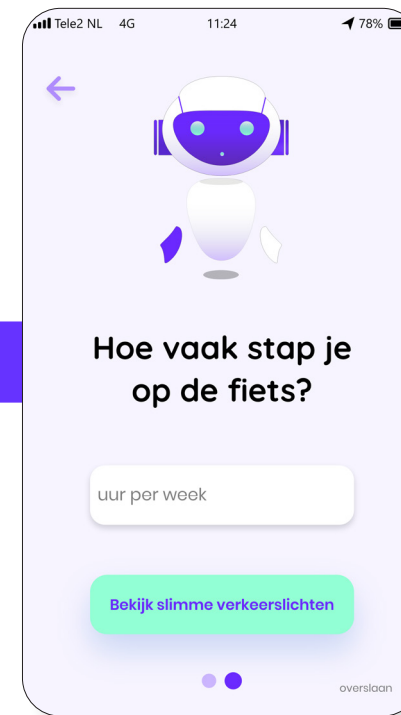 Tele2 NL 4G 11:24 78%
Hoe vaak stap je
op de fiets?
uur per week
Bekijk slimme verkeerslichten
overslaan